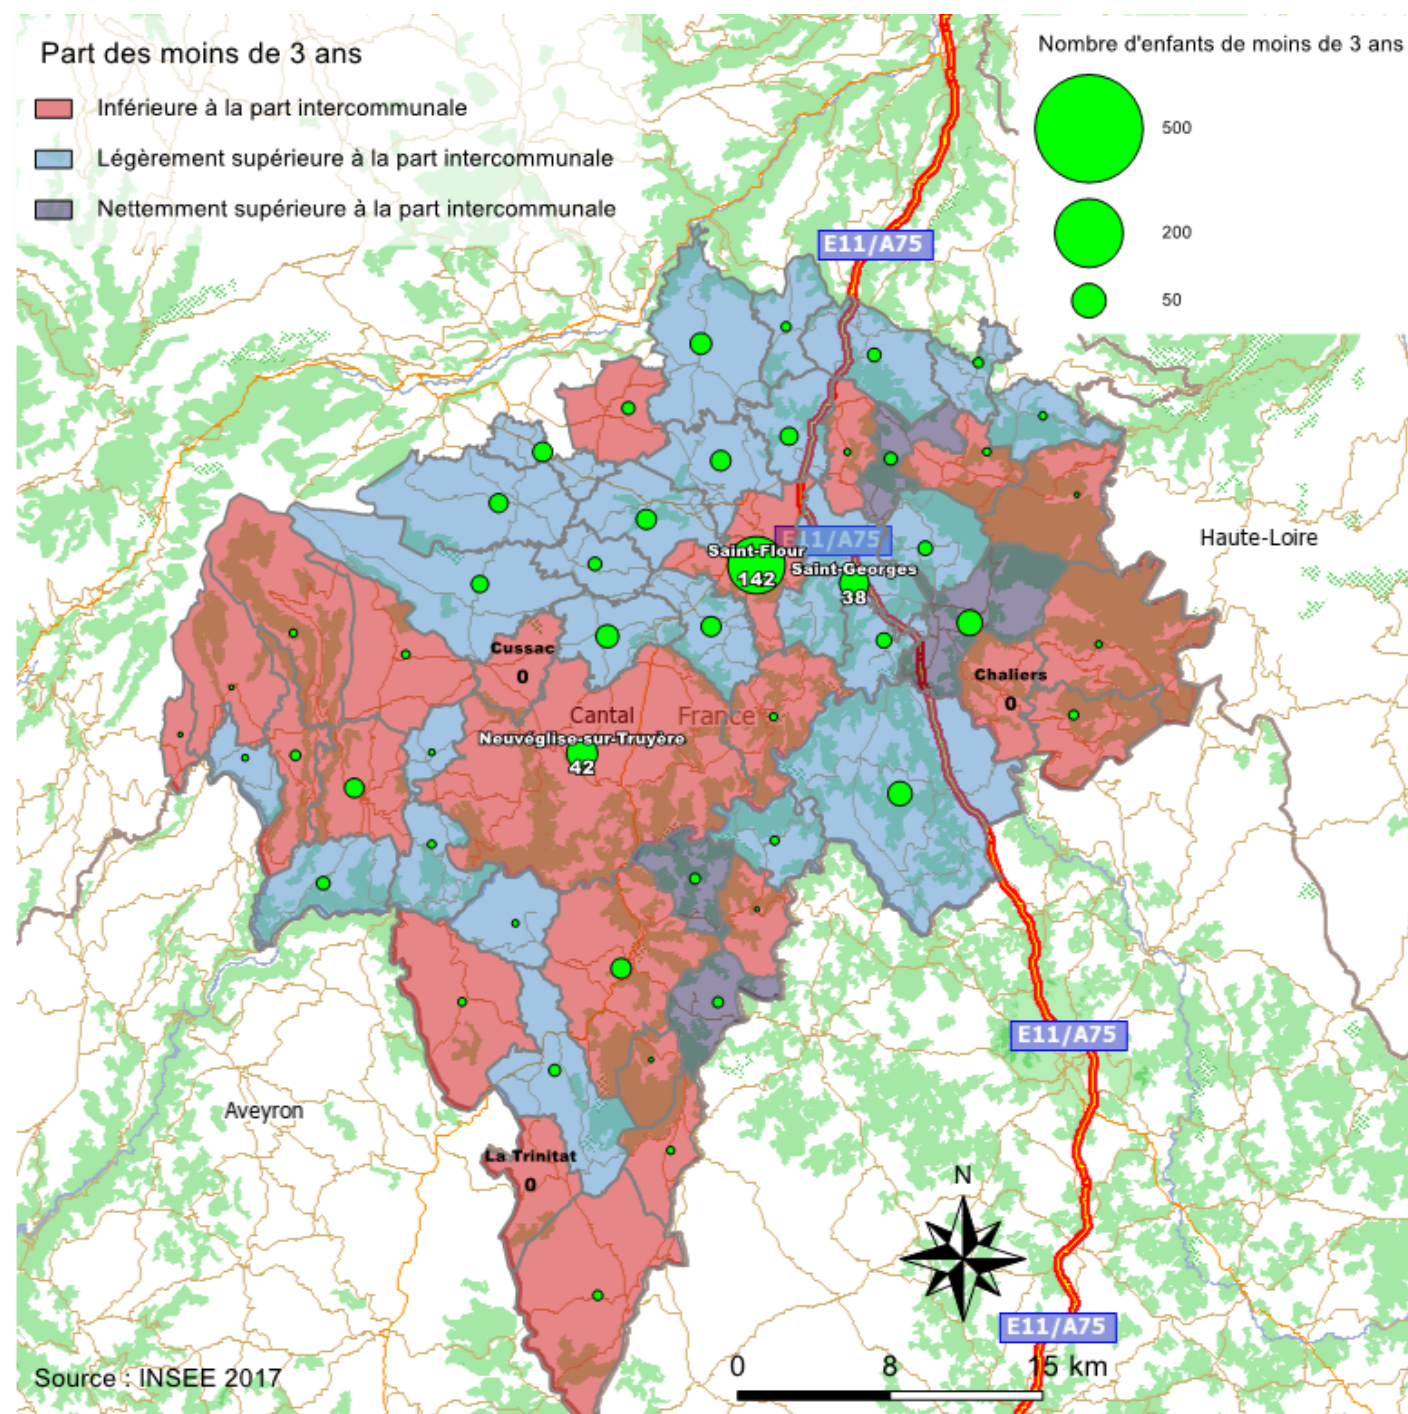 Part des moins de 3 ans
Inférieure à la part intercommunale
Légèrement supérieure à la part intercommunale
Nettemment supérieure à la part intercommunale
Nombre d'enfants de moins de 3 ans
500
200
50
E11/A75
Haute-Loire
E11/A75
Saint-Flour
142
Saint-Georges
38
Cussac
0
Chaliers
0
Cantal
France
Neuvéglise-sur-Truyère
42
E11/A75
Aveyron
La Trinitat
0
N
E11/A75
0 8 15 km
Source : INSEE 2017